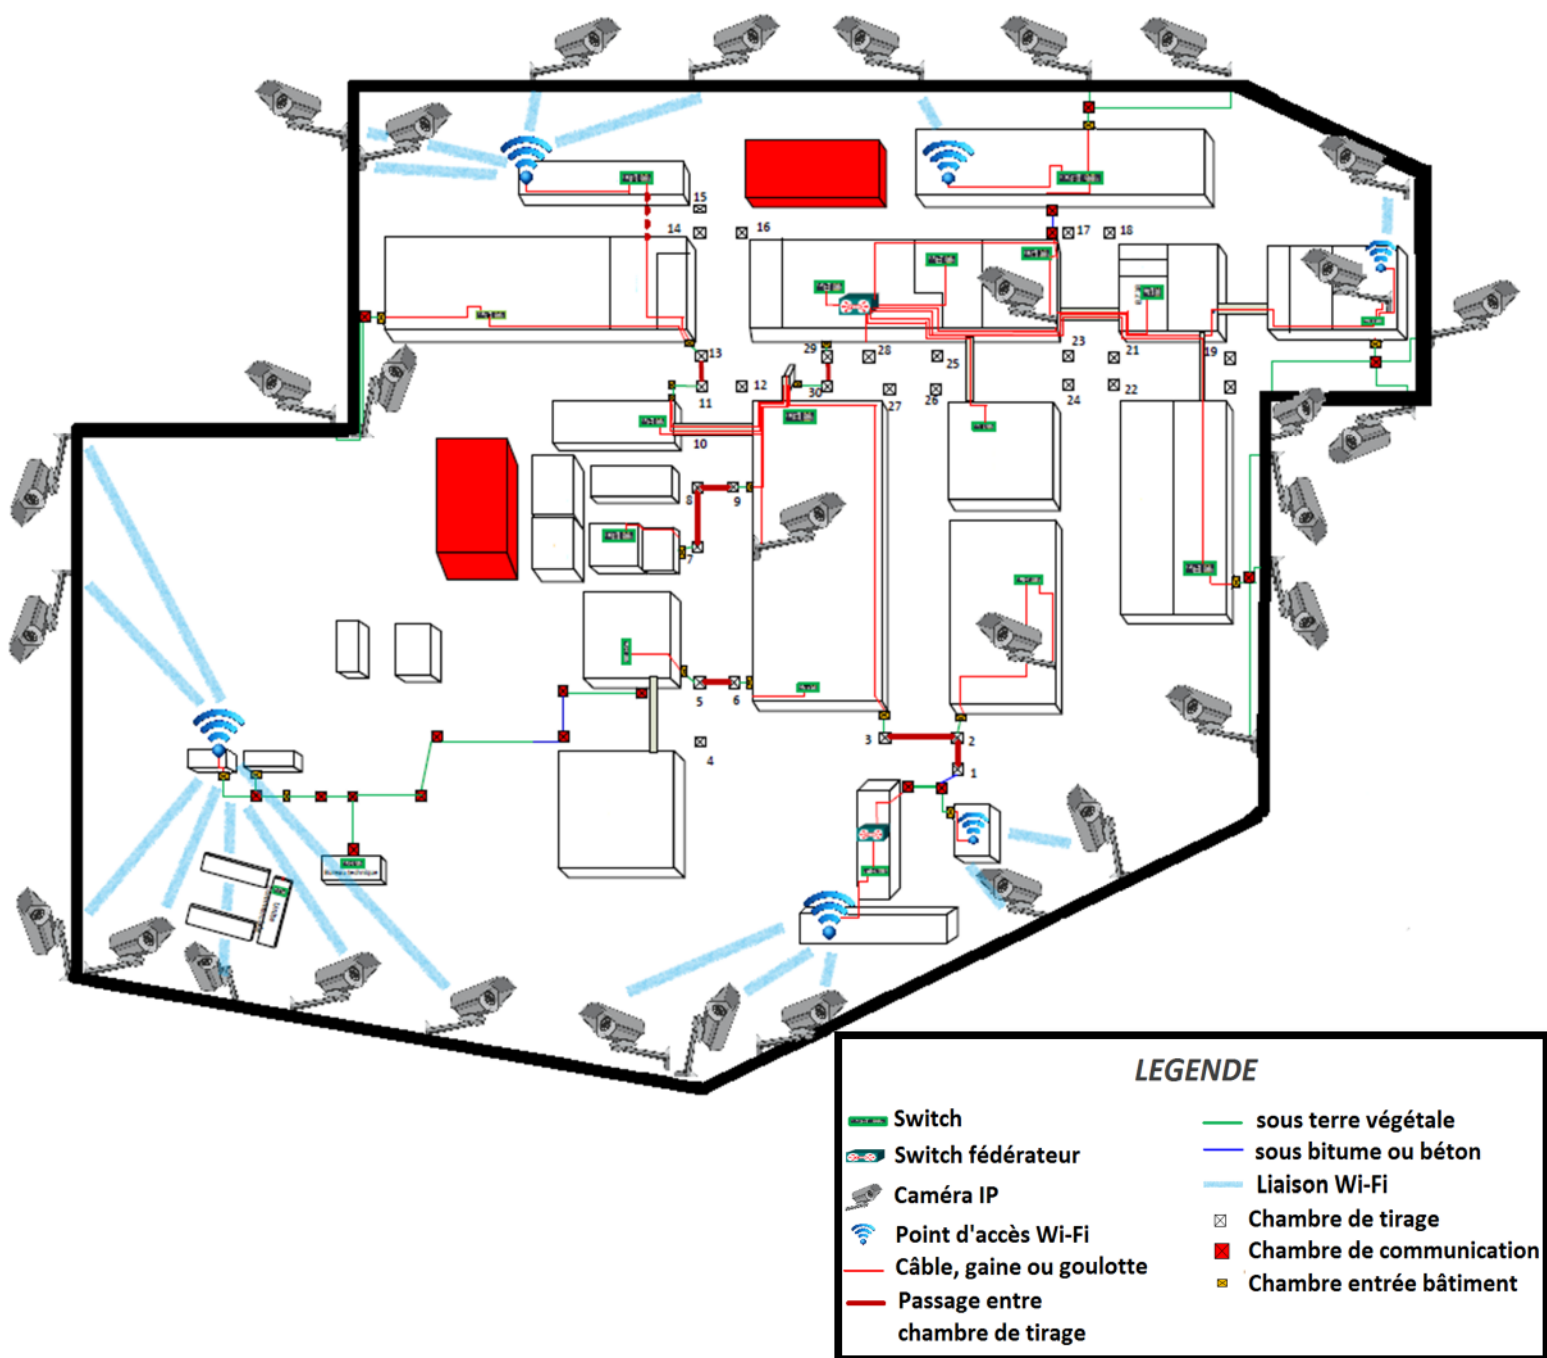 15
14
16
17
18
13
29
28
25
23
21
19
11
12
30
27
26
24
22
10
8
9
7
5
6
4
3
2
1
LEGENDE
Switch
Switch fédérateur
Caméra IP
Point d'accès Wi-Fi
Câble, gaine ou goulotte
Passage entre
chambre de tirage
sous terre végétale
sous bitume ou béton
Liaison Wi-Fi
Chambre de tirage
Chambre de communication
Chambre entrée bâtiment